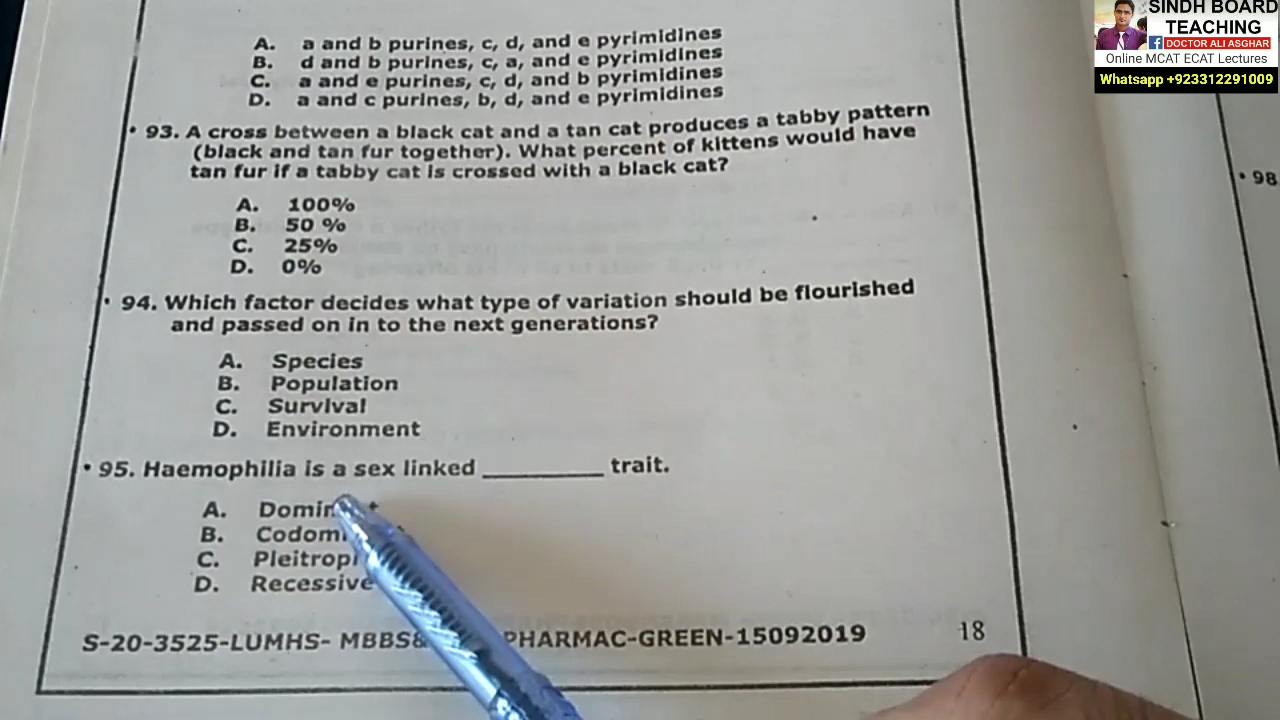 SINDH BOARD
TEACHING
DOCTOR ALI ASGHAR
Online MCAT ECAT Lectures
Whatsapp +923312291009
A. a and b purines, c, d, and e pyrimidines
B. d and b purines, c, a, and e pyrimidines
C. a and e purines, c, d, and b pyrimidines
D. a and c purines, b, d, and e pyrimidines
• 93. A cross between a black cat and a tan cat produces a tabby pattern
(black and tan fur together). What percent of kittens would have
tan fur if a tabby cat is crossed with a black cat?
A. 100%
B. 50 %
C. 25%
D. 0%
• 94. Which factor decides what type of variation should be flourished
and passed on in to the next generations?
A. Species
B. Population
C. Survival
D. Environment
• 95. Haemophilia is a sex linked ________ trait.
A.
B.
C.
D. Recessive
S-20-3525-LUMHS- MBBS& PHARMAC-GREEN-15092019
18
• 98